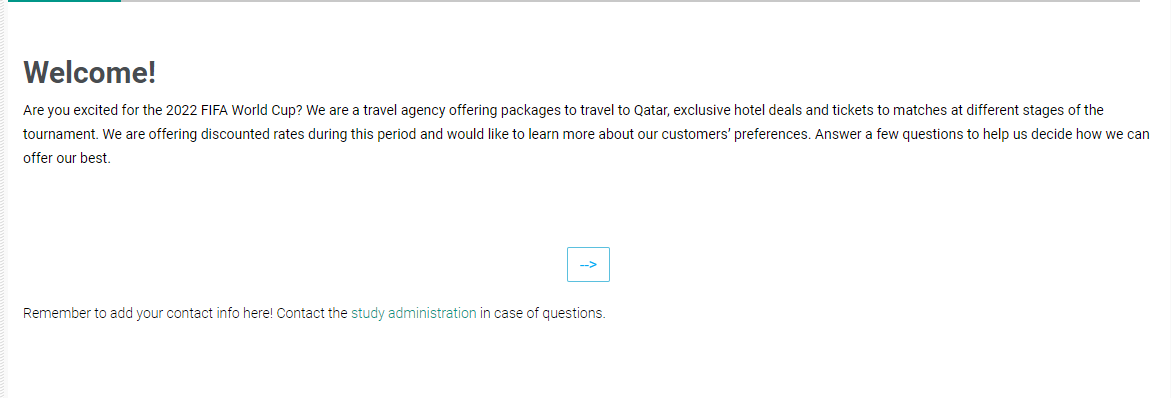 Welcome!
Are you excited for the 2022 FIFA World Cup? We are a travel agency offering packages to travel to Qatar, exclusive hotel deals and tickets to matches at different stages of the
tournament. We are offering discounted rates during this period and would like to learn more about our customers' preferences. Answer a few questions to help us decide how we can
offer our best.
-->
Remember to add your contact info here! Contact the study administration in case of questions.